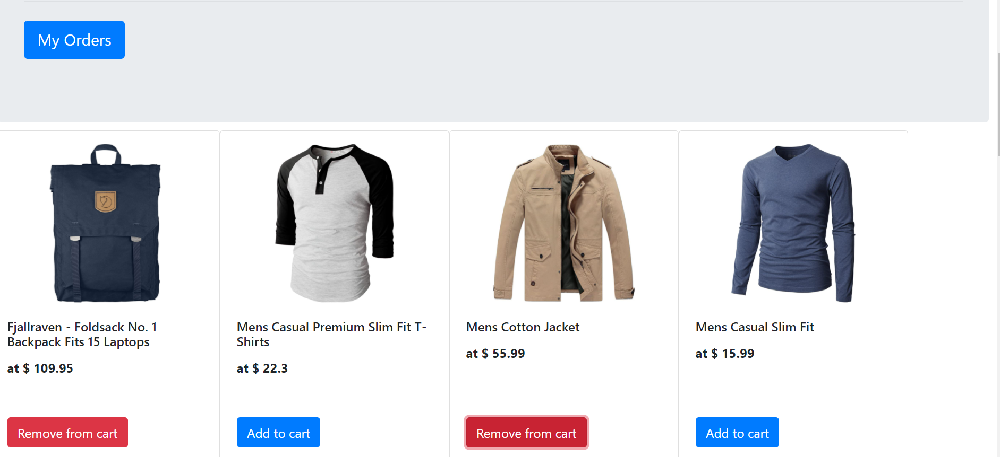 My Orders
Fjallraven - Foldsack No. 1
Backpack Fits 15 Laptops
at $ 109.95
Remove from cart
Mens Casual Premium Slim Fit T-
Shirts
at $ 22.3
Add to cart
Mens Cotton Jacket
at $ 55.99
Remove from cart
Mens Casual Slim Fit
at $ 15.99
Add to cart